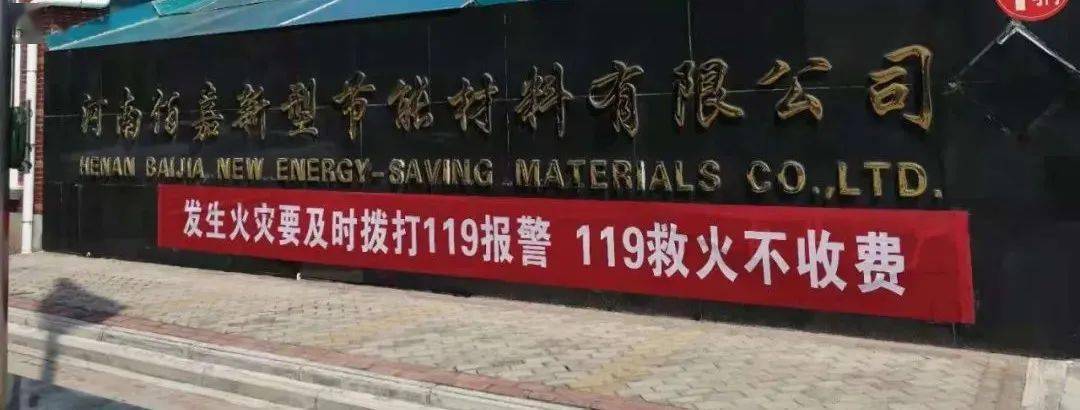 河南佰嘉新型节能材料有限公司
HENAN BAIJIA NEW ENERGY-SAVING MATERIALS CO.,LTD.
发生火灾要及时拨打119报警 119救火不收费